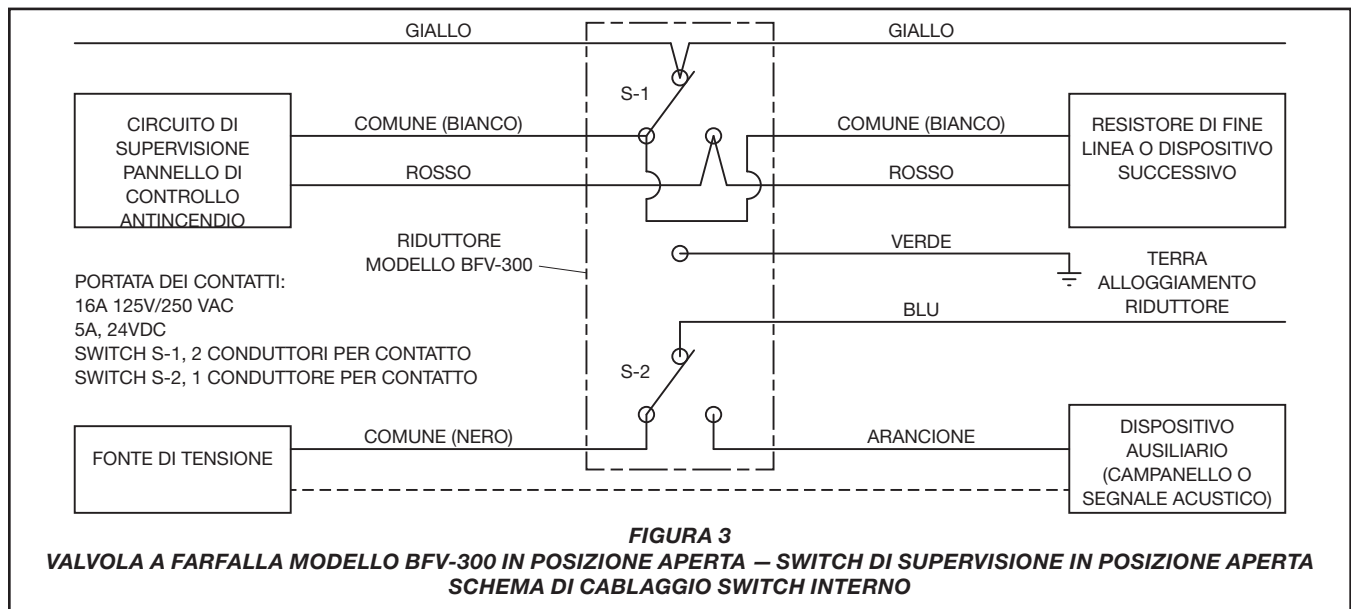 GIALLO
GIALLO
S-1
CIRCUITO DI
SUPERVISIONE
PANNELLO DI
CONTROLLO
ANTINCENDIO
COMUNE (BIANCO)
ROSSO
COMUNE (BIANCO)
ROSSO
RESISTORE DI FINE
LINEA O DISPOSITIVO
SUCCESSIVO
RIDUTTORE
MODELLO BFV-300
VERDE
TERRA
ALLOGGIAMENTO
RIDUTTORE
PORTATA DEI CONTATTI:
16A 125V/250 VAC
5A, 24VDC
SWITCH S-1, 2 CONDUTTORI PER CONTATTO
SWITCH S-2, 1 CONDUTTORE PER CONTATTO
BLU
S-2
FONTE DI TENSIONE
COMUNE (NERO)
ARANCIONE
DISPOSITIVO
AUSILIARIO
(CAMPANELLO O
SEGNALE ACUSTICO)
FIGURA 3
VALVOLA A FARFALLA MODELLO BFV-300 IN POSIZIONE APERTA — SWITCH DI SUPERVISIONE IN POSIZIONE APERTA
SCHEMA DI CABLAGGIO SWITCH INTERNO